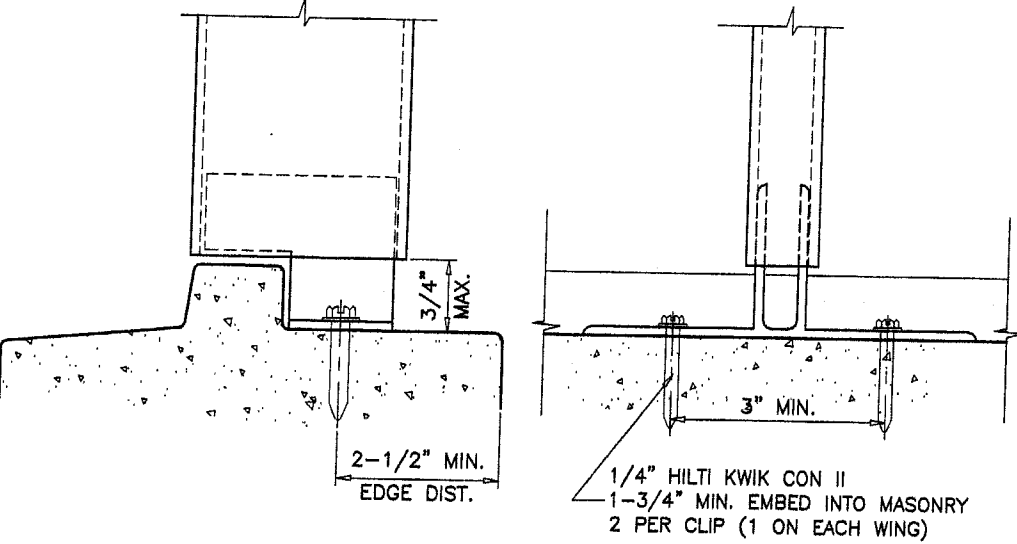 3/4"
MAX.
2-1/2" MIN.
EDGE DIST.
3" MIN.
1/4" HILTI KWIK CON II
1-3/4" MIN. EMBED INTO MASONRY
2 PER CLIP (1 ON EACH WING)